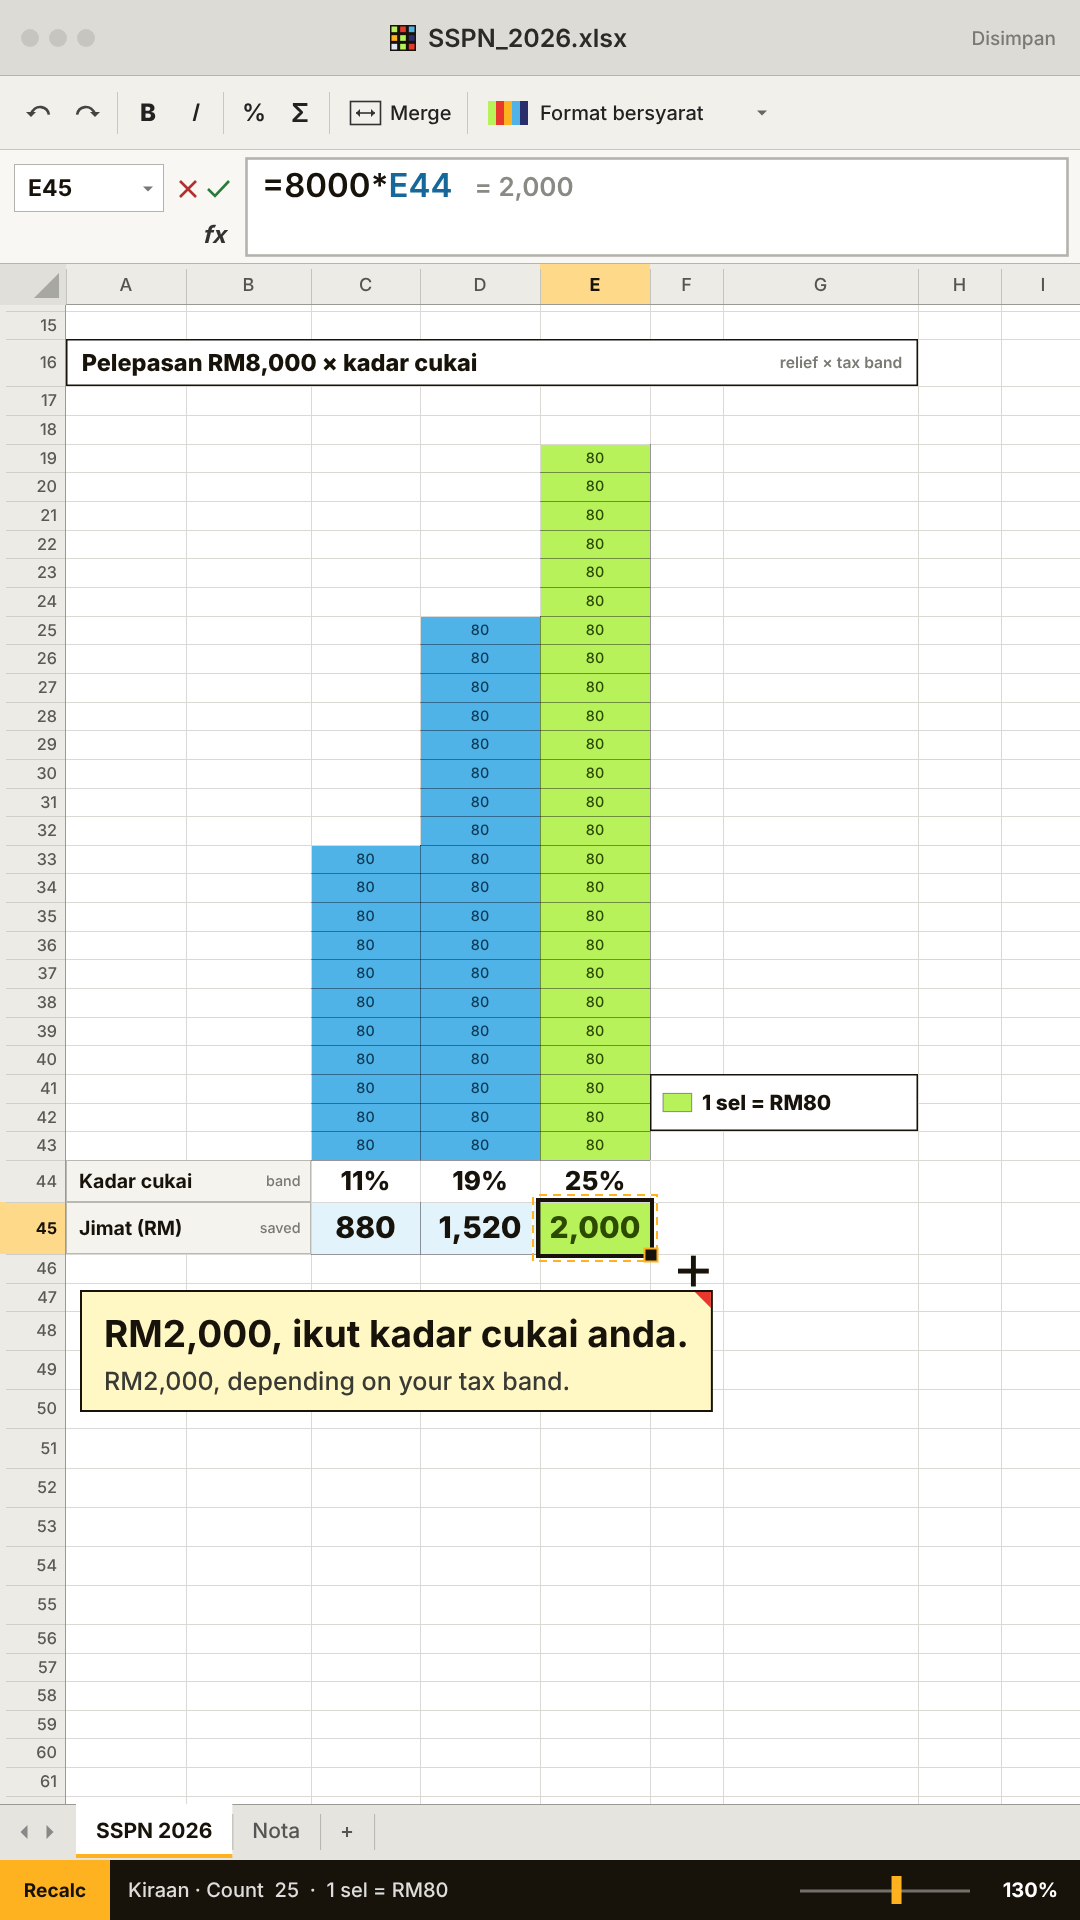 SSPN_2026.xlsx
Disimpan
B I % Σ Merge Format bersyarat
E45
=8000*E44 = 2,000
fx
A B C D E F G H I
15
16 Pelepasan RM8,000 × kadar cukai relief × tax band
17
18
19 80
20 80
21 80
22 80
23 80
24 80
25 80 80
26 80 80
27 80 80
28 80 80
29 80 80
30 80 80
31 80 80
32 80 80
33 80 80 80
34 80 80 80
35 80 80 80
36 80 80 80
37 80 80 80
38 80 80 80
39 80 80 80
40 80 80 80
41 80 80 80
1 sel = RM80
42 80 80 80
43 80 80 80
44 Kadar cukai band 11% 19% 25%
45 Jimat (RM) saved 880 1,520 2,000
46
47
48 RM2,000, ikut kadar cukai anda.
49 RM2,000, depending on your tax band.
50
51
52
53
54
55
56
57
58
59
60
61
SSPN 2026 Nota +
Recalc Kiraan · Count 25 · 1 sel = RM80 130%